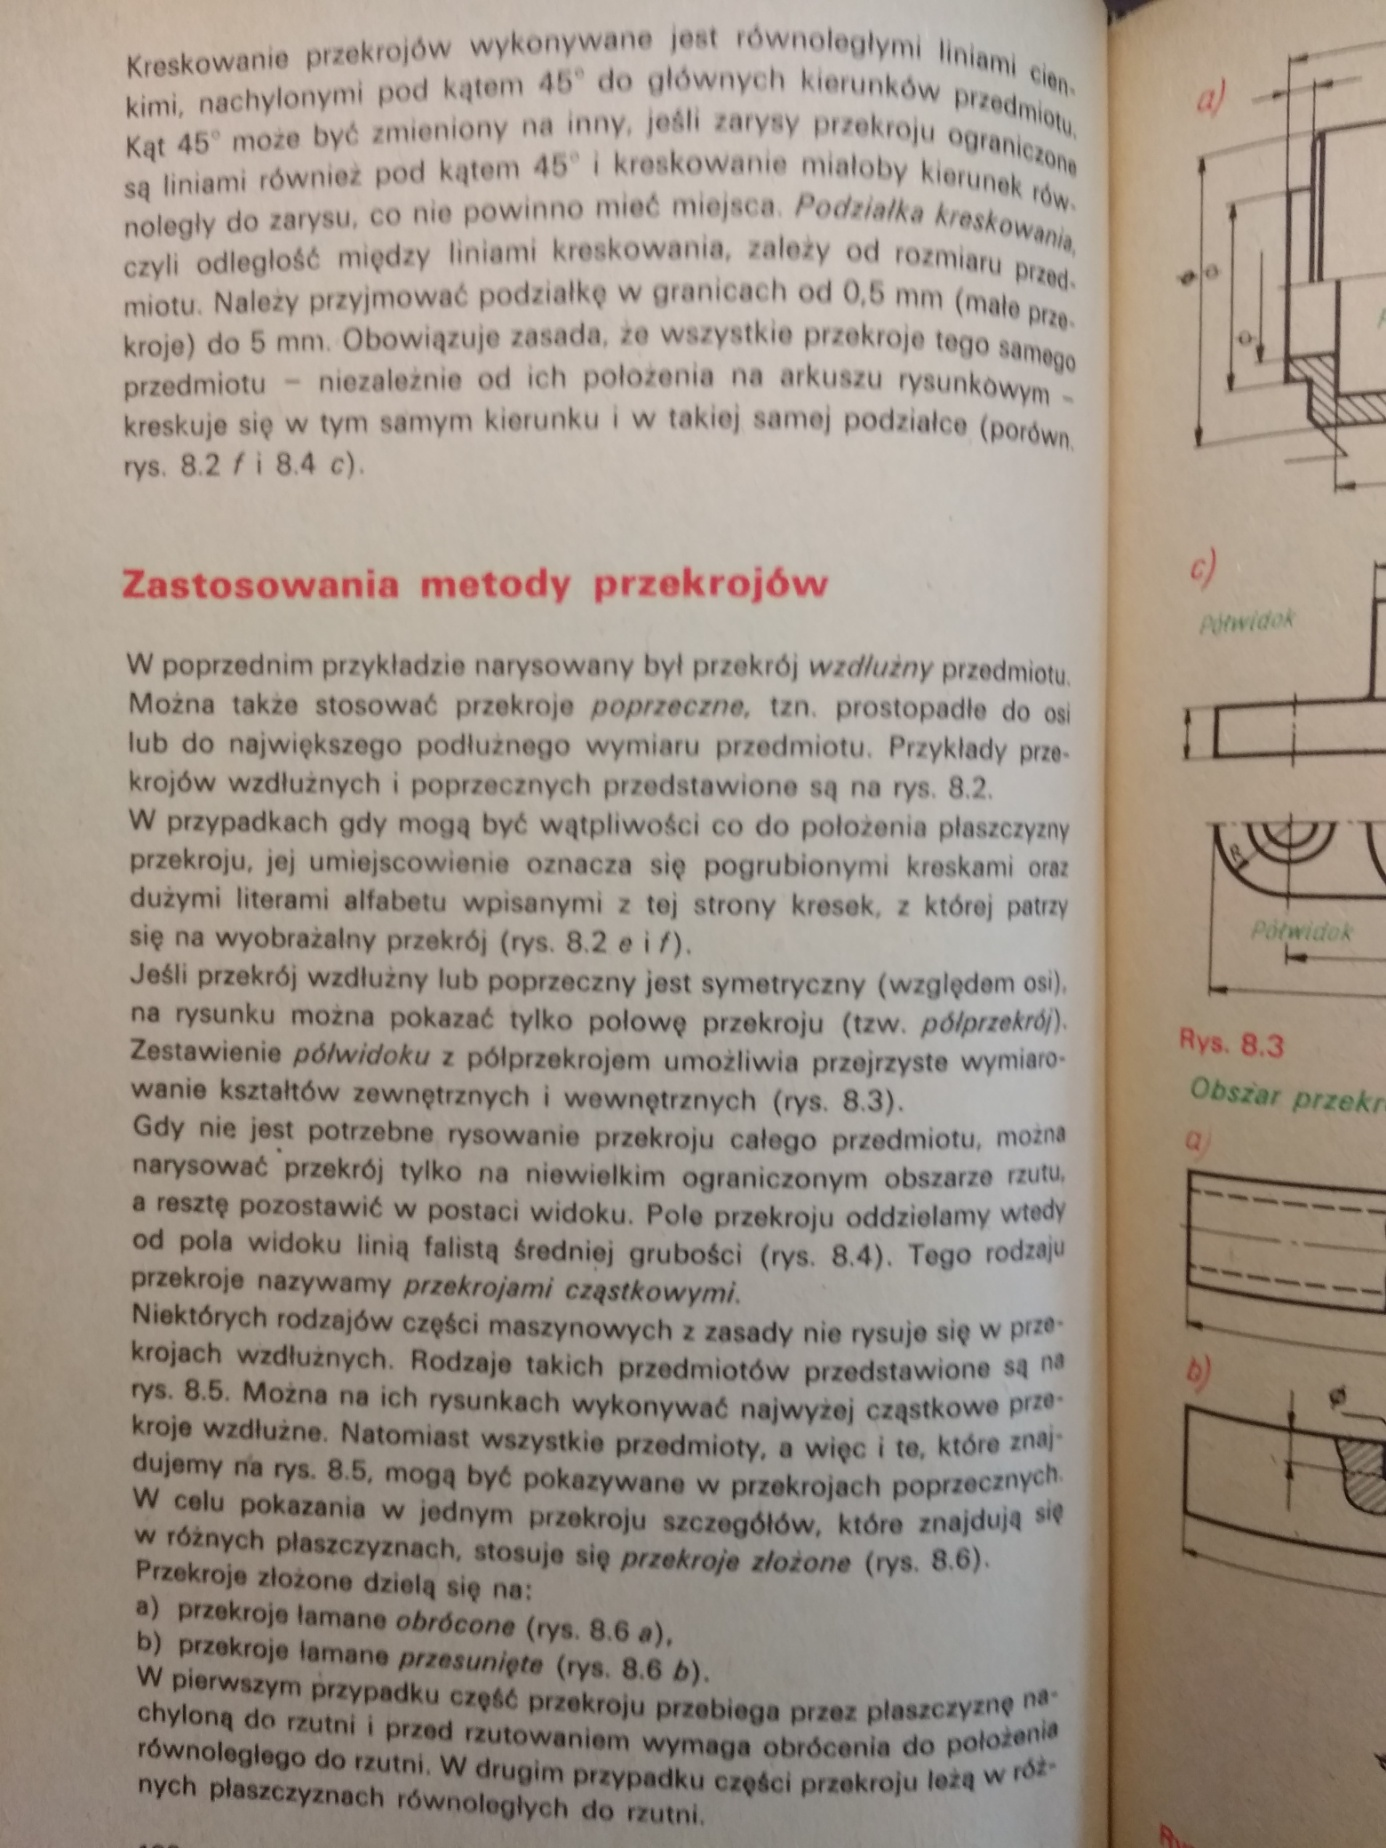 Kreskowanie przekrojów wykonywane jest równoległymi liniami cien-
kimi, nachylonymi pod kątem 45° do głównych kierunków przedmiotu.
Kąt 45° może być zmieniony na inny, jeśli zarysy przekroju ograniczone
są liniami również pod kątem 45° i kreskowanie miałoby kierunek rów-
noległy do zarysu, co nie powinno mieć miejsca. Podziałka kreskowania,
czyli odległość między liniami kreskowania, zależy od rozmiaru przed-
miotu. Należy przyjmować podziałkę w granicach od 0,5 mm (małe prze-
kroje) do 5 mm. Obowiązuje zasada, że wszystkie przekroje tego samego
przedmiotu – niezależnie od ich położenia na arkuszu rysunkowym –
kreskuje się w tym samym kierunku i w takiej samej podziałce (porówn.
rys. 8.2 f i 8.4 c).
Zastosowania metody przekrojów
W poprzednim przykładzie narysowany był przekrój wzdłużny przedmiotu.
Można także stosować przekroje poprzeczne, tzn. prostopadłe do osi
lub do największego podłużnego wymiaru przedmiotu. Przykłady prze-
krojów wzdłużnych i poprzecznych przedstawione są na rys. 8.2.
W przypadkach gdy mogą być wątpliwości co do położenia płaszczyzny
przekroju, jej umiejscowienie oznacza się pogrubionymi kreskami oraz
dużymi literami alfabetu wpisanymi z tej strony kresek, z której patrzy
się na wyobrażalny przekrój (rys. 8.2 e i f).
Jeśli przekrój wzdłużny lub poprzeczny jest symetryczny (względem osi),
na rysunku można pokazać tylko połowę przekroju (tzw. półprzekrój).
Zestawienie półwidoku z półprzekrojem umożliwia przejrzyste wymiaro-
wanie kształtów zewnętrznych i wewnętrznych (rys. 8.3).
Gdy nie jest potrzebne rysowanie przekroju całego przedmiotu, można
narysować przekrój tylko na niewielkim ograniczonym obszarze rzutu,
a resztę pozostawić w postaci widoku. Pole przekroju oddzielamy wtedy
od pola widoku linią falistą średniej grubości (rys. 8.4). Tego rodzaju
przekroje nazywamy przekrojami cząstkowymi.
Niektórych rodzajów części maszynowych z zasady nie rysuje się w prze-
krojach wzdłużnych. Rodzaje takich przedmiotów przedstawione są na
rys. 8.5. Można na ich rysunkach wykonywać najwyżej cząstkowe prze-
kroje wzdłużne. Natomiast wszystkie przedmioty, a więc i te, które znaj-
dujemy na rys. 8.5, mogą być pokazywane w przekrojach poprzecznych.
W celu pokazania w jednym przekroju szczegółów, które znajdują się
w różnych płaszczyznach, stosuje się przekroje złożone (rys. 8.6).
Przekroje złożone dzielą się na:
a) przekroje łamane obrócone (rys. 8.6 a),
b) przekroje łamane przesunięte (rys. 8.6 b).
W pierwszym przypadku część przekroju przebiega przez płaszczyznę na-
chyloną do rzutni i przed rzutowaniem wymaga obrócenia do położenia
równoległego do rzutni. W drugim przypadku części przekroju leżą w róż-
nych płaszczyznach równoległych do rzutni.
a)
c)
Półwidok
R
Półwidok
Rys. 8.3
Obszar przekr
a)
b)